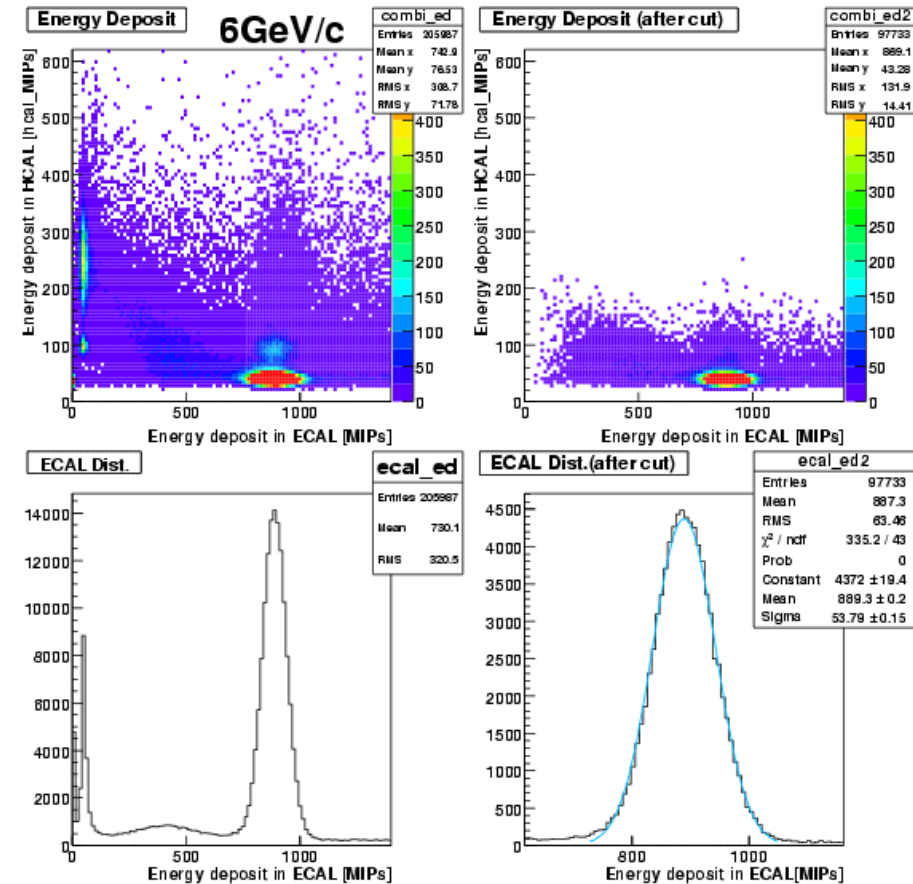 Energy Deposit
6GeV/c
combi_ed
Entries 205987
Mean x 742.9
Mean y 76.53
RMS x 308.7
RMS y 71.78
Energy deposit in HCAL [hcal_MIPs]
800
500
400
300
200
100
0
0
500
1000
400
350
300
250
200
150
100
50
0
Energy deposit in ECAL [MIPs]
Energy Deposit (after cut)
combi_ed2
Entries 97733
Mean x 869.1
Mean y 43.28
RMS x 131.9
RMS y 14.41
Energy deposit in HCAL [hcal_MIPs]
800
500
400
300
200
100
0
0
500
1000
400
350
300
250
200
150
100
50
0
Energy deposit in ECAL [MIPs]
ECAL Dist.
ecal_ed
Entries 205987
Mean 730.1
RMS 320.5
14000
12000
10000
8000
6000
4000
2000
0
0
500
1000
Energy deposit in ECAL[MIPs]
ECAL Dist.(after cut)
ecal_ed2
Entries 97733
Mean 887.3
RMS 63.46
χ² / ndf 335.2 / 43
Prob 0
Constant 4372 ±19.4
Mean 889.3 ± 0.2
Sigma 53.79 ±0.15
4500
4000
3500
3000
2500
2000
1500
1000
500
0
800
1000
Energy deposit in ECAL[MIPs]